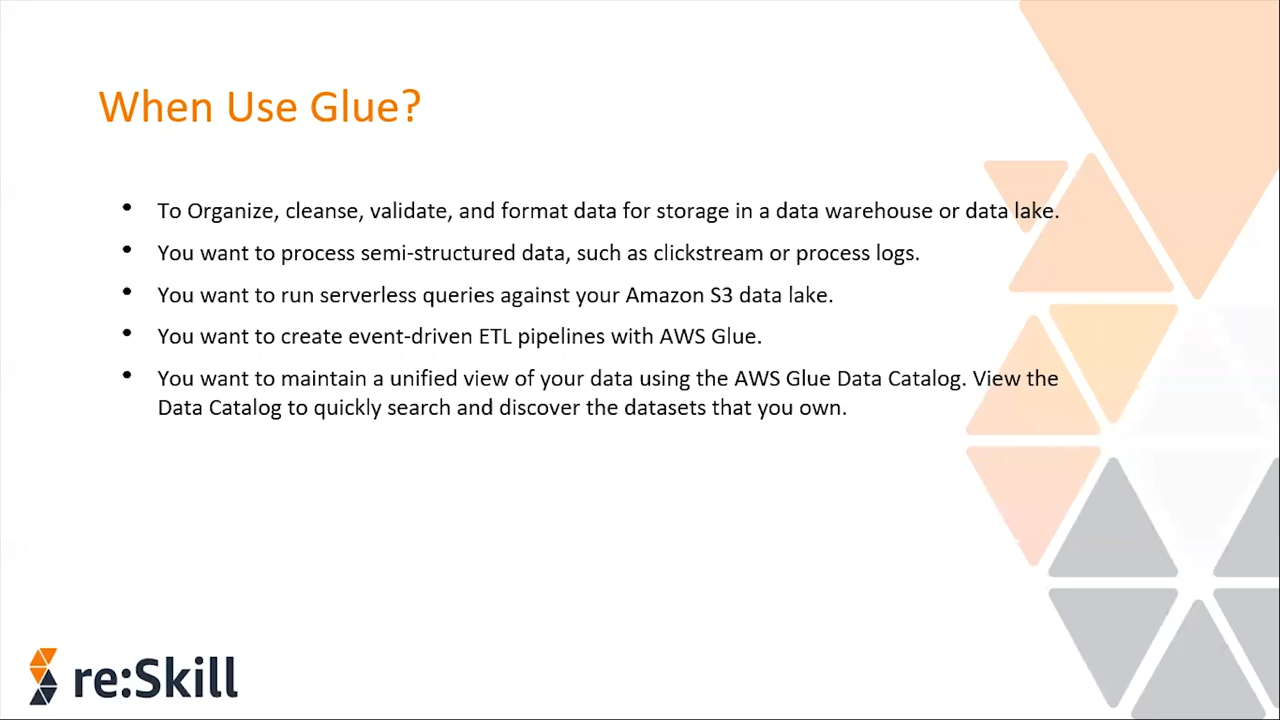 When Use Glue?
• To Organize, cleanse, validate, and format data for storage in a data warehouse or data lake.
• You want to process semi-structured data, such as clickstream or process logs.
• You want to run serverless queries against your Amazon S3 data lake.
• You want to create event-driven ETL pipelines with AWS Glue.
• You want to maintain a unified view of your data using the AWS Glue Data Catalog. View the
Data Catalog to quickly search and discover the datasets that you own.
re:Skill